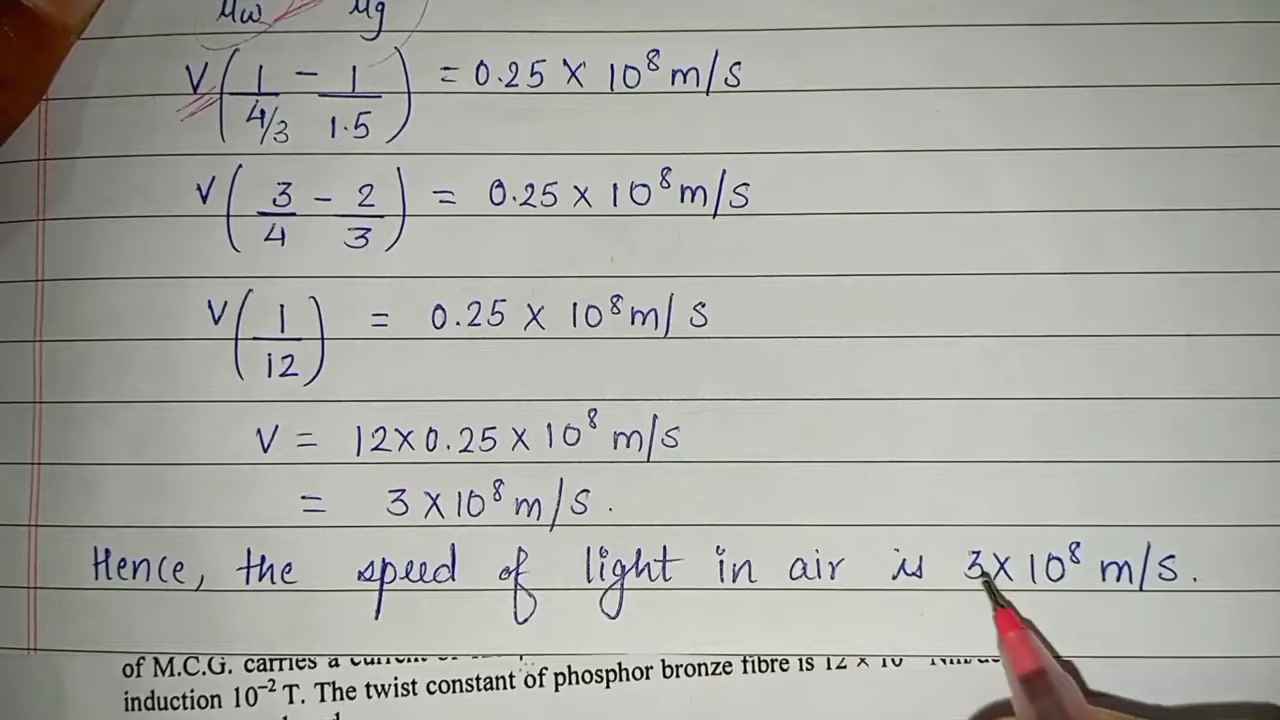 μw μg
V(1/(4/3) - 1/1.5) = 0.25 × 10⁸ m/s
V(3/4 - 2/3) = 0.25 × 10⁸ m/s
V(1/12) = 0.25 × 10⁸ m/s
V = 12×0.25 × 10⁸ m/s
= 3 × 10⁸ m/s.
Hence, the speed of light in air is 3 × 10⁸ m/s.
of M.C.G. carries a
induction 10⁻² T. The twist constant of phosphor bronze fibre is 12 × 10